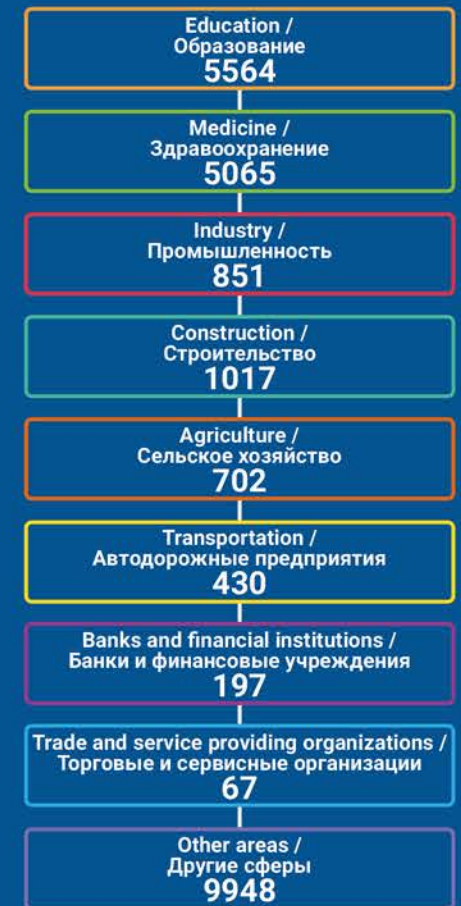 Education /
Образование
5564
Medicine /
Здравоохранение
5065
Industry /
Промышленность
851
Construction /
Строительство
1017
Agriculture /
Сельское хозяйство
702
Transportation /
Автодорожные предприятия
430
Banks and financial institutions /
Банки и финансовые учреждения
197
Trade and service providing organizations /
Торговые и сервисные организации
67
Other areas /
Другие сферы
9948